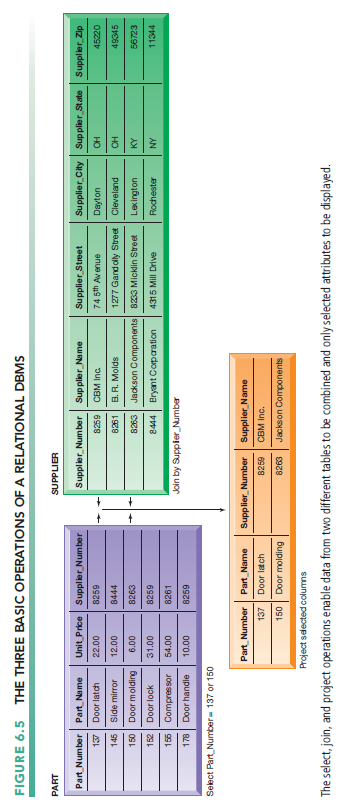 FIGURE 6.5 THE THREE BASIC OPERATIONS OF A RELATIONAL DBMS
PART
Part_Number Part_Name Unit_Price Supplier_Number
137 Door latch 22.00 8259
145 Side mirror 12.00 8444
150 Door molding 6.00 8263
152 Door lock 31.00 8259
155 Compressor 54.00 8261
178 Door handle 10.00 8259
Select Part_Number = 137 or 150
SUPPLIER
Supplier_Number Supplier_Name Supplier_Street Supplier_City Supplier_State Supplier_Zip
8259 CBM Inc. 74 5th Avenue Dayton OH 45220
8261 B. R. Molds 1277 Gandolly Street Cleveland OH 49345
8263 Jackson Components 8233 Micklin Street Lexington KY 56723
8444 Bryant Corporation 4315 Mill Drive Rochester NY 11344
Join by Supplier_Number
Part_Number Part_Name Supplier_Number Supplier_Name
137 Door latch 8259 CBM Inc.
150 Door molding 8263 Jackson Components
Project selected columns
The select, join, and project operations enable data from two different tables to be combined and only selected attributes to be displayed.